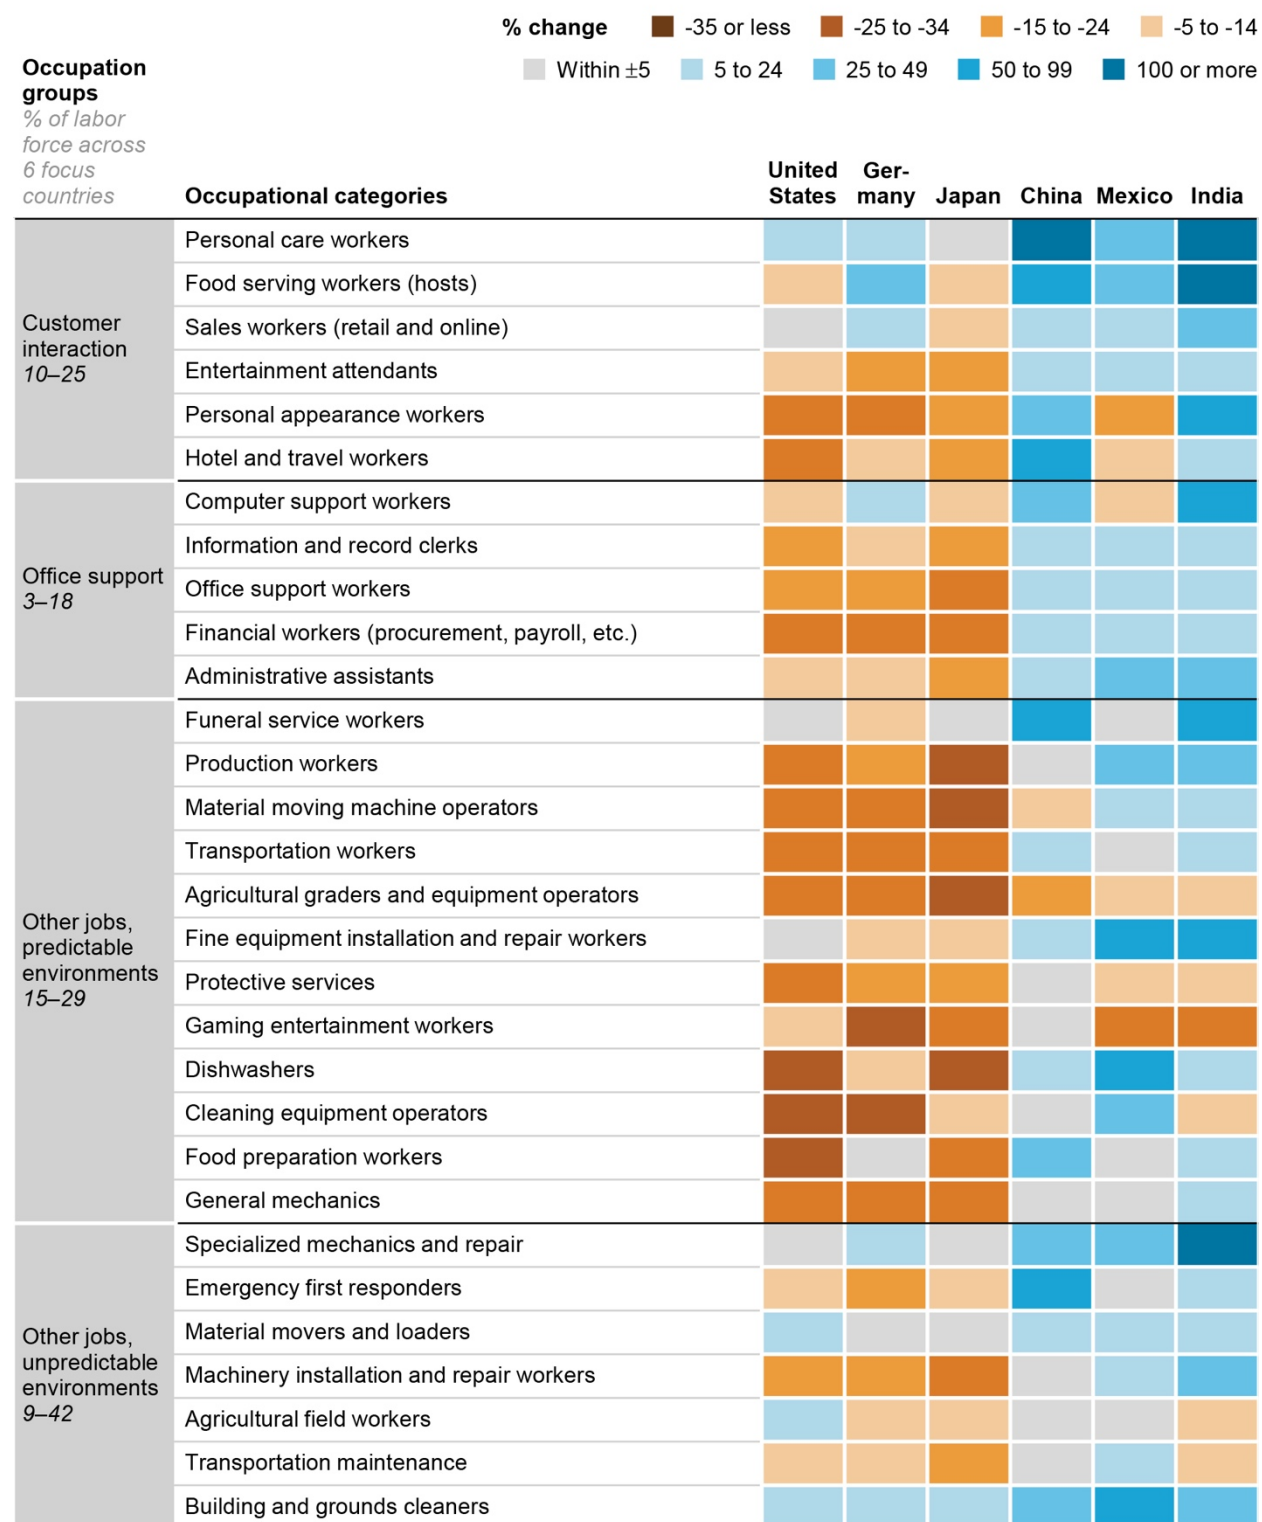 % change -35 or less -25 to -34 -15 to -24 -5 to -14
Within ±5 5 to 24 25 to 49 50 to 99 100 or more
Occupation
groups
% of labor
force across
6 focus
countries
Occupational categories
United
States
Ger-
many
Japan
China
Mexico
India
Customer
interaction
10–25
Personal care workers
Food serving workers (hosts)
Sales workers (retail and online)
Entertainment attendants
Personal appearance workers
Hotel and travel workers
Office support
3–18
Computer support workers
Information and record clerks
Office support workers
Financial workers (procurement, payroll, etc.)
Administrative assistants
Other jobs,
predictable
environments
15–29
Funeral service workers
Production workers
Material moving machine operators
Transportation workers
Agricultural graders and equipment operators
Fine equipment installation and repair workers
Protective services
Gaming entertainment workers
Dishwashers
Cleaning equipment operators
Food preparation workers
General mechanics
Other jobs,
unpredictable
environments
9–42
Specialized mechanics and repair
Emergency first responders
Material movers and loaders
Machinery installation and repair workers
Agricultural field workers
Transportation maintenance
Building and grounds cleaners